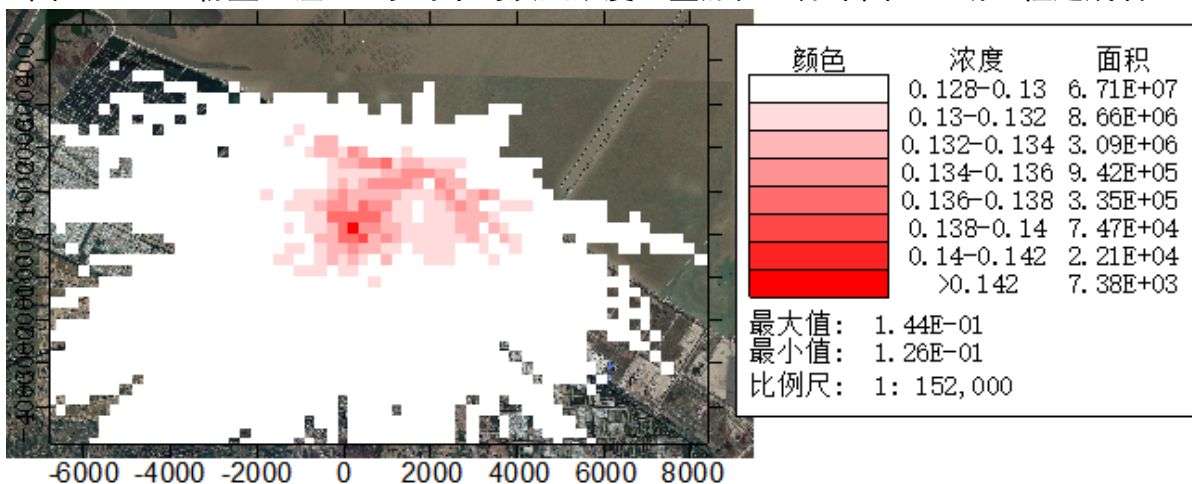 颜色 浓度 面积
0.128-0.13 6.71E+07
0.13-0.132 8.66E+06
0.132-0.134 3.09E+06
0.134-0.136 9.42E+05
0.136-0.138 3.35E+05
0.138-0.14 7.47E+04
0.14-0.142 2.21E+04
>0.142 7.38E+03
最大值: 1.44E-01
最小值: 1.26E-01
比例尺: 1: 152,000
-6000 -4000 -2000 0 2000 4000 6000 8000